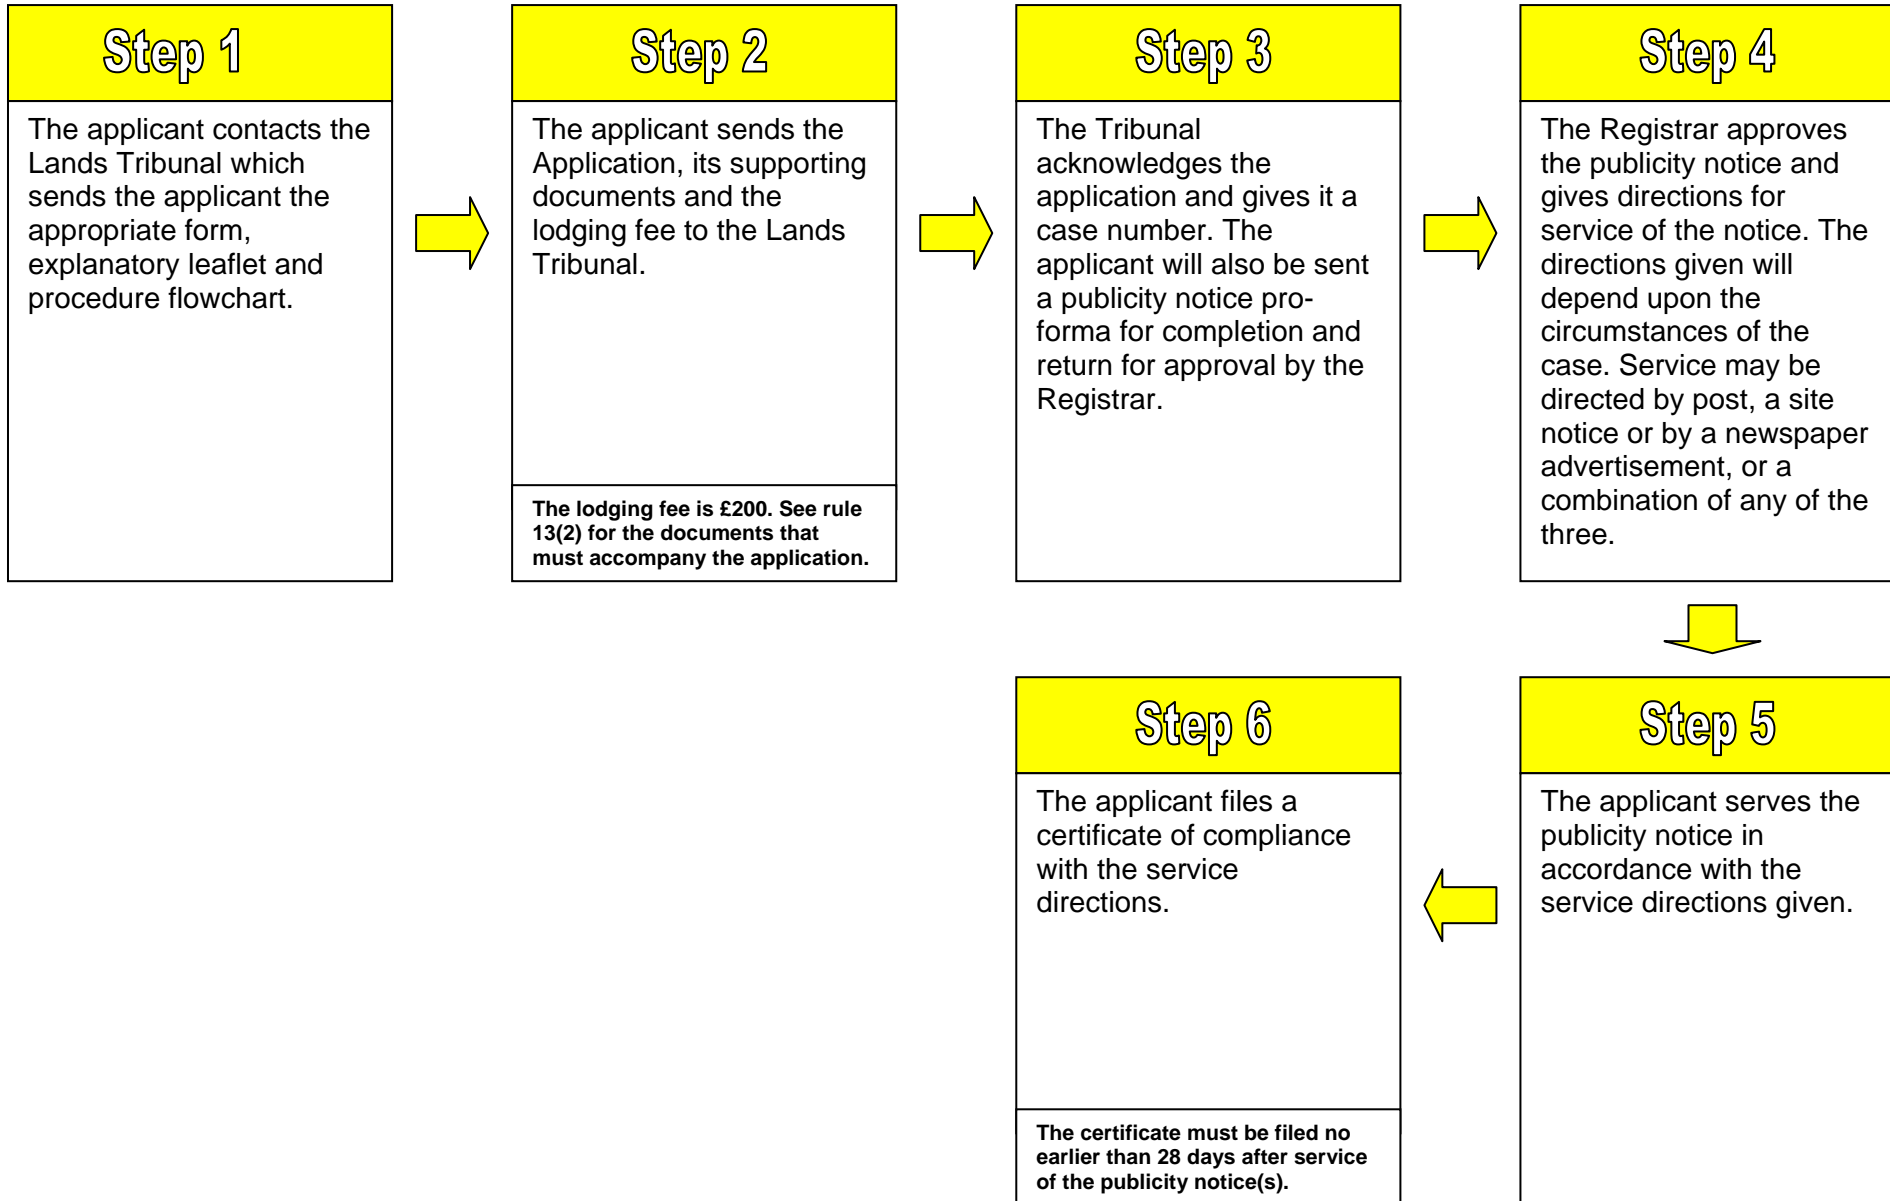 Step 1
The applicant contacts the
Lands Tribunal which
sends the applicant the
appropriate form,
explanatory leaflet and
procedure flowchart.
Step 2
The applicant sends the
Application, its supporting
documents and the
lodging fee to the Lands
Tribunal.
The lodging fee is £200. See rule
13(2) for the documents that
must accompany the application.
Step 3
The Tribunal
acknowledges the
application and gives it a
case number. The
applicant will also be sent
a publicity notice pro-
forma for completion and
return for approval by the
Registrar.
Step 4
The Registrar approves
the publicity notice and
gives directions for
service of the notice. The
directions given will
depend upon the
circumstances of the
case. Service may be
directed by post, a site
notice or by a newspaper
advertisement, or a
combination of any of the
three.
Step 5
The applicant serves the
publicity notice in
accordance with the
service directions given.
Step 6
The applicant files a
certificate of compliance
with the service
directions.
The certificate must be filed no
earlier than 28 days after service
of the publicity notice(s).